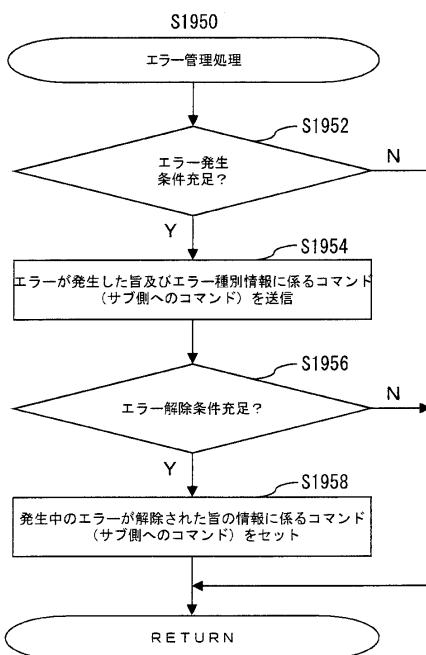 S1950
エラー管理処理
S1952
エラー発生
条件充足？
N
Y
S1954
エラーが発生した旨及びエラー種別情報に係るコマンド
(サブ側へのコマンド)を送信
S1956
エラー解除条件充足？
N
Y
S1958
発生中のエラーが解除された旨の情報に係るコマンド
(サブ側へのコマンド)をセット
RETURN